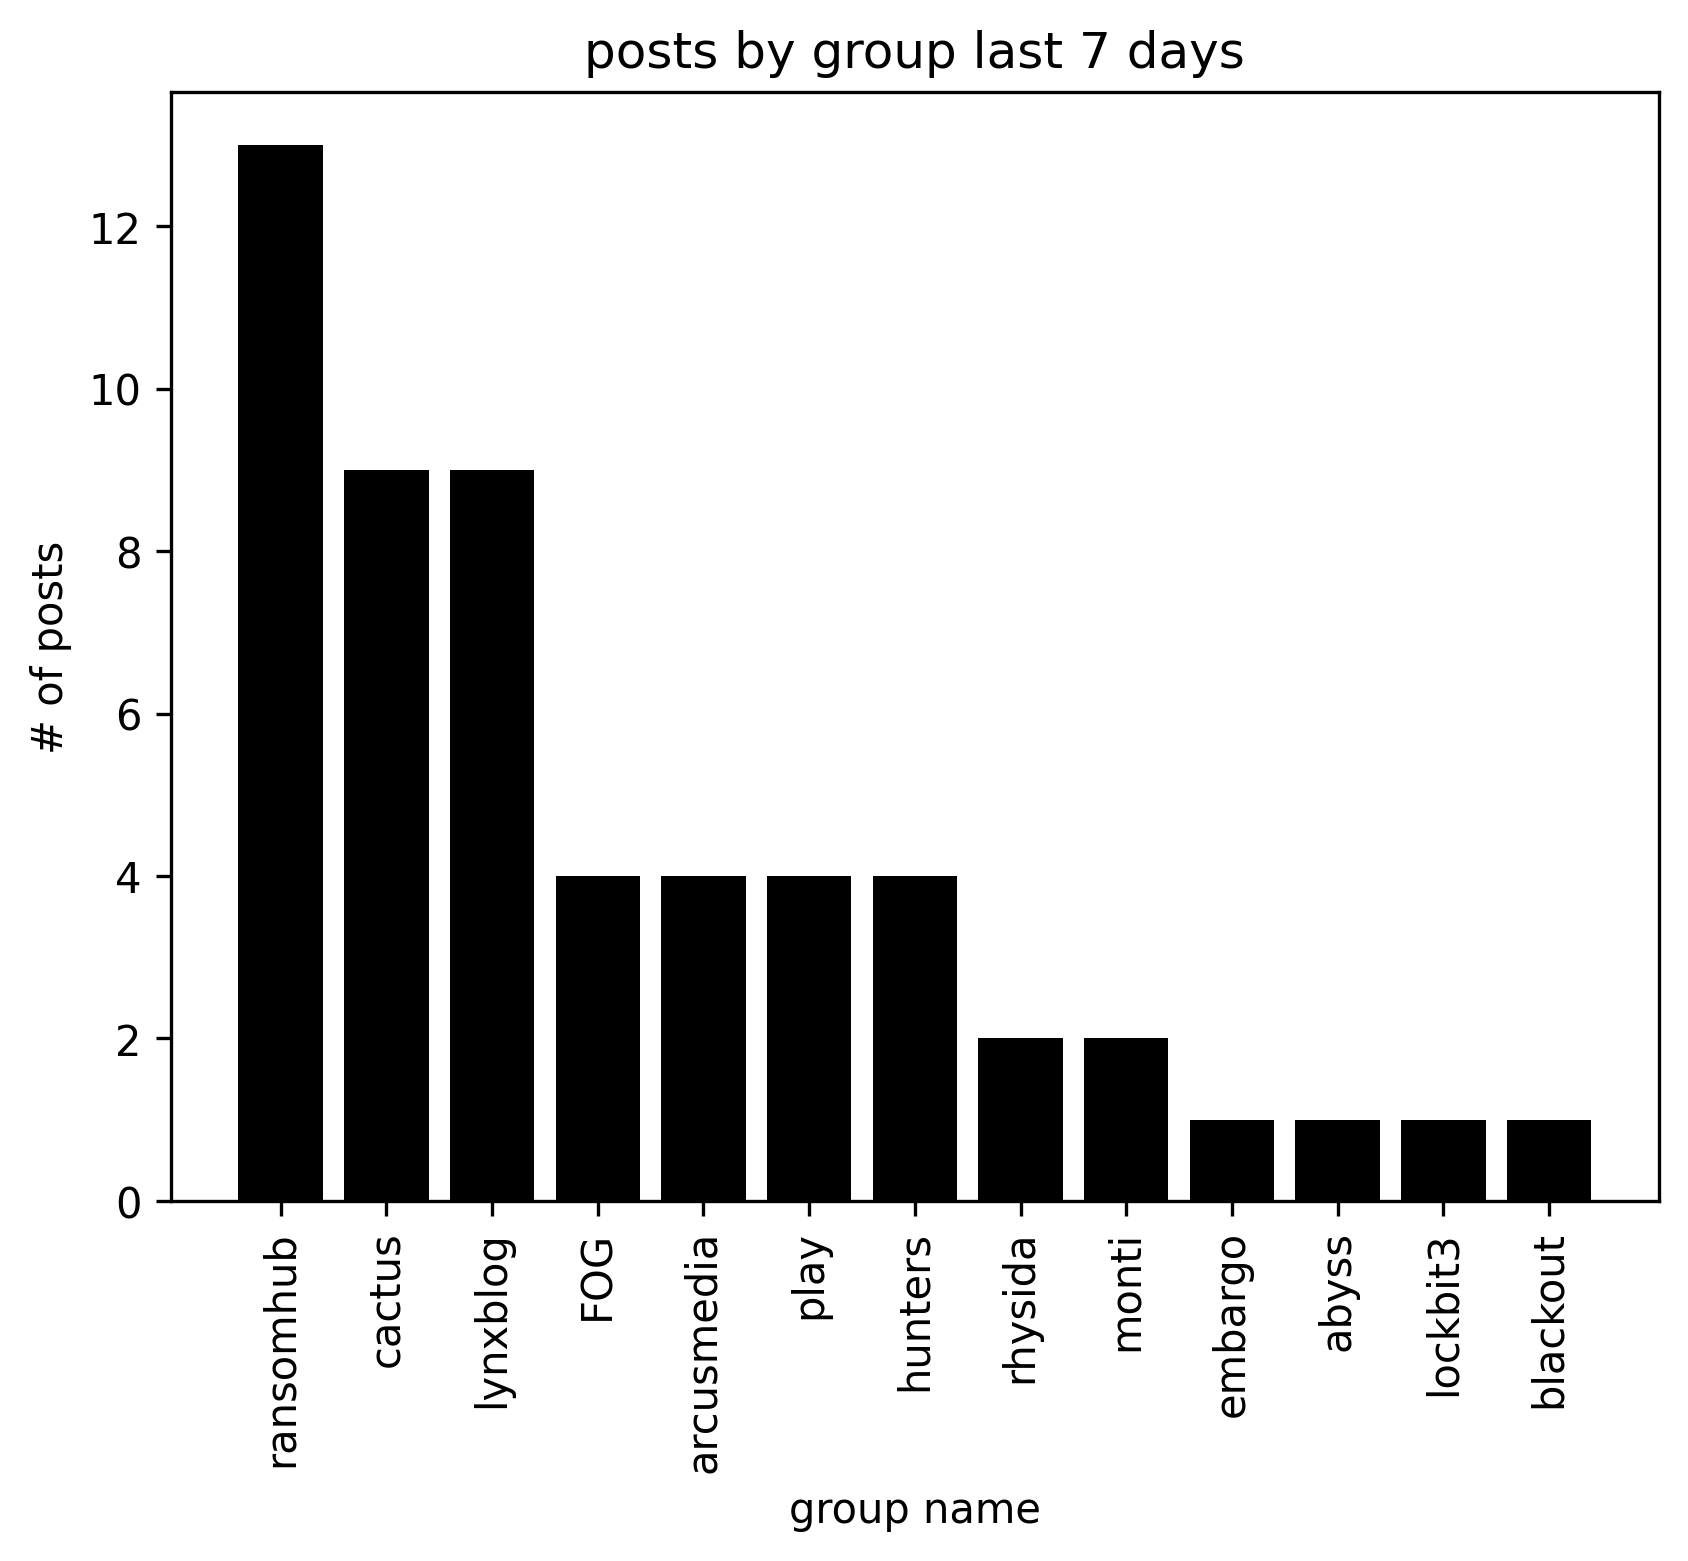 posts by group last 7 days
12
10
8
6
4
2
0
# of posts
ransomhub
cactus
lynxblog
FOG
arcusmedia
play
hunters
rhysida
monti
embargo
abyss
lockbit3
blackout
group name